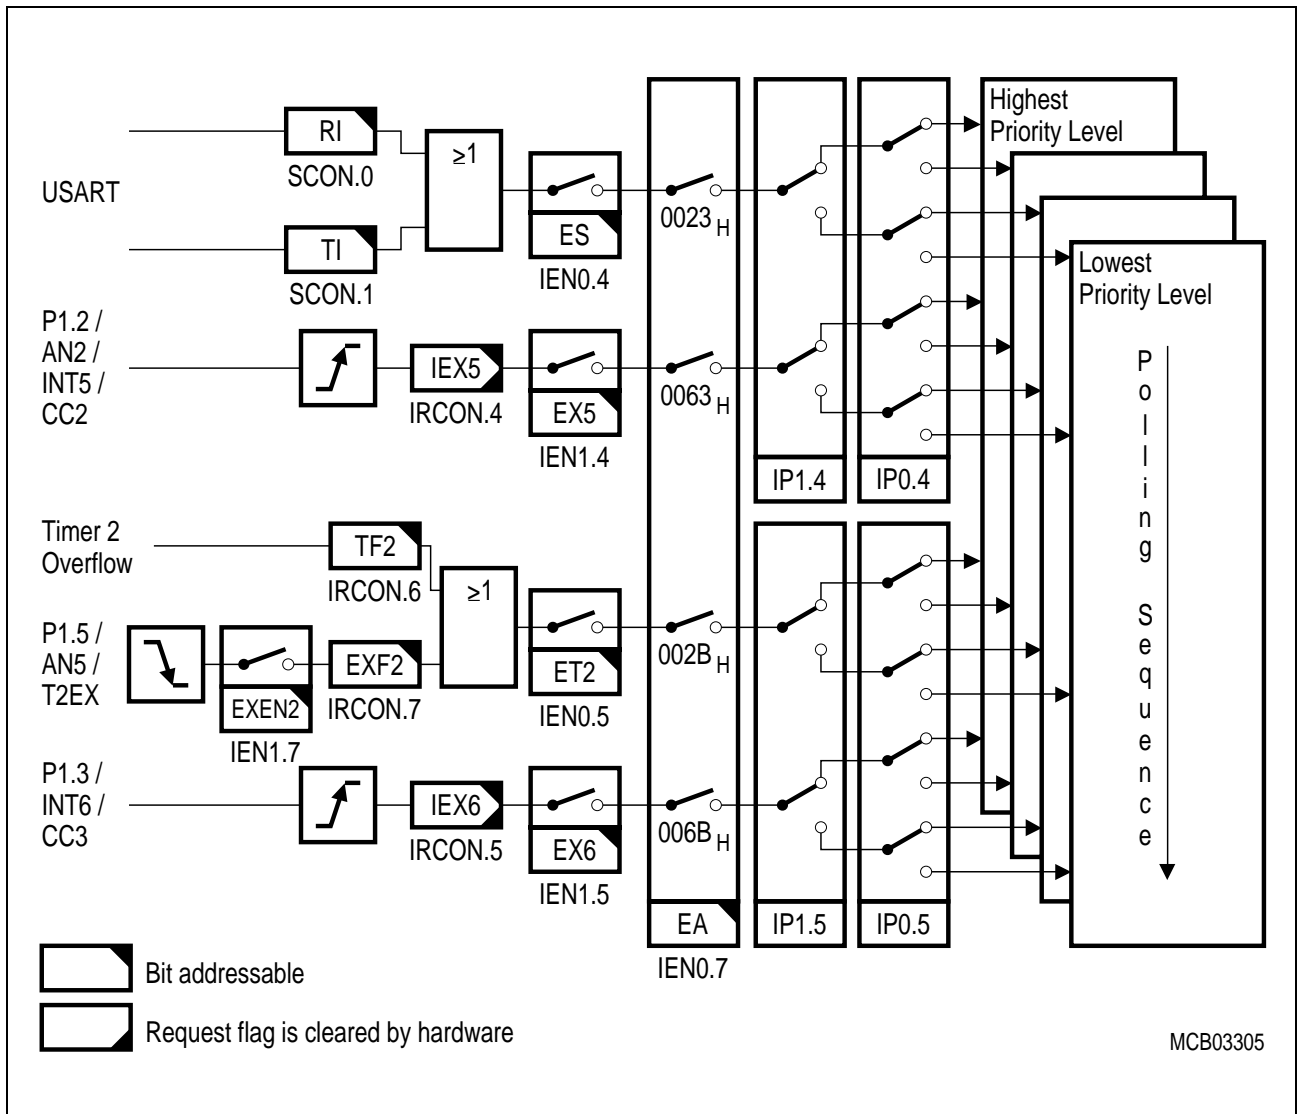 Highest
Priority Level
RI
SCON.0
≥1
USART
ES
IEN0.4
0023 H
TI
SCON.1
Lowest
Priority Level
P1.2 /
AN2 /
INT5 /
CC2
IEX5
IRCON.4
EX5
IEN1.4
0063 H
IP1.4
IP0.4
Polling Sequence
Timer 2
Overflow
TF2
IRCON.6
≥1
P1.5 /
AN5 /
T2EX
EXEN2
IEN1.7
EXF2
IRCON.7
ET2
IEN0.5
002B H
P1.3 /
INT6 /
CC3
IEX6
IRCON.5
EX6
IEN1.5
006B H
EA
IEN0.7
IP1.5
IP0.5
Bit addressable
Request flag is cleared by hardware
MCB03305